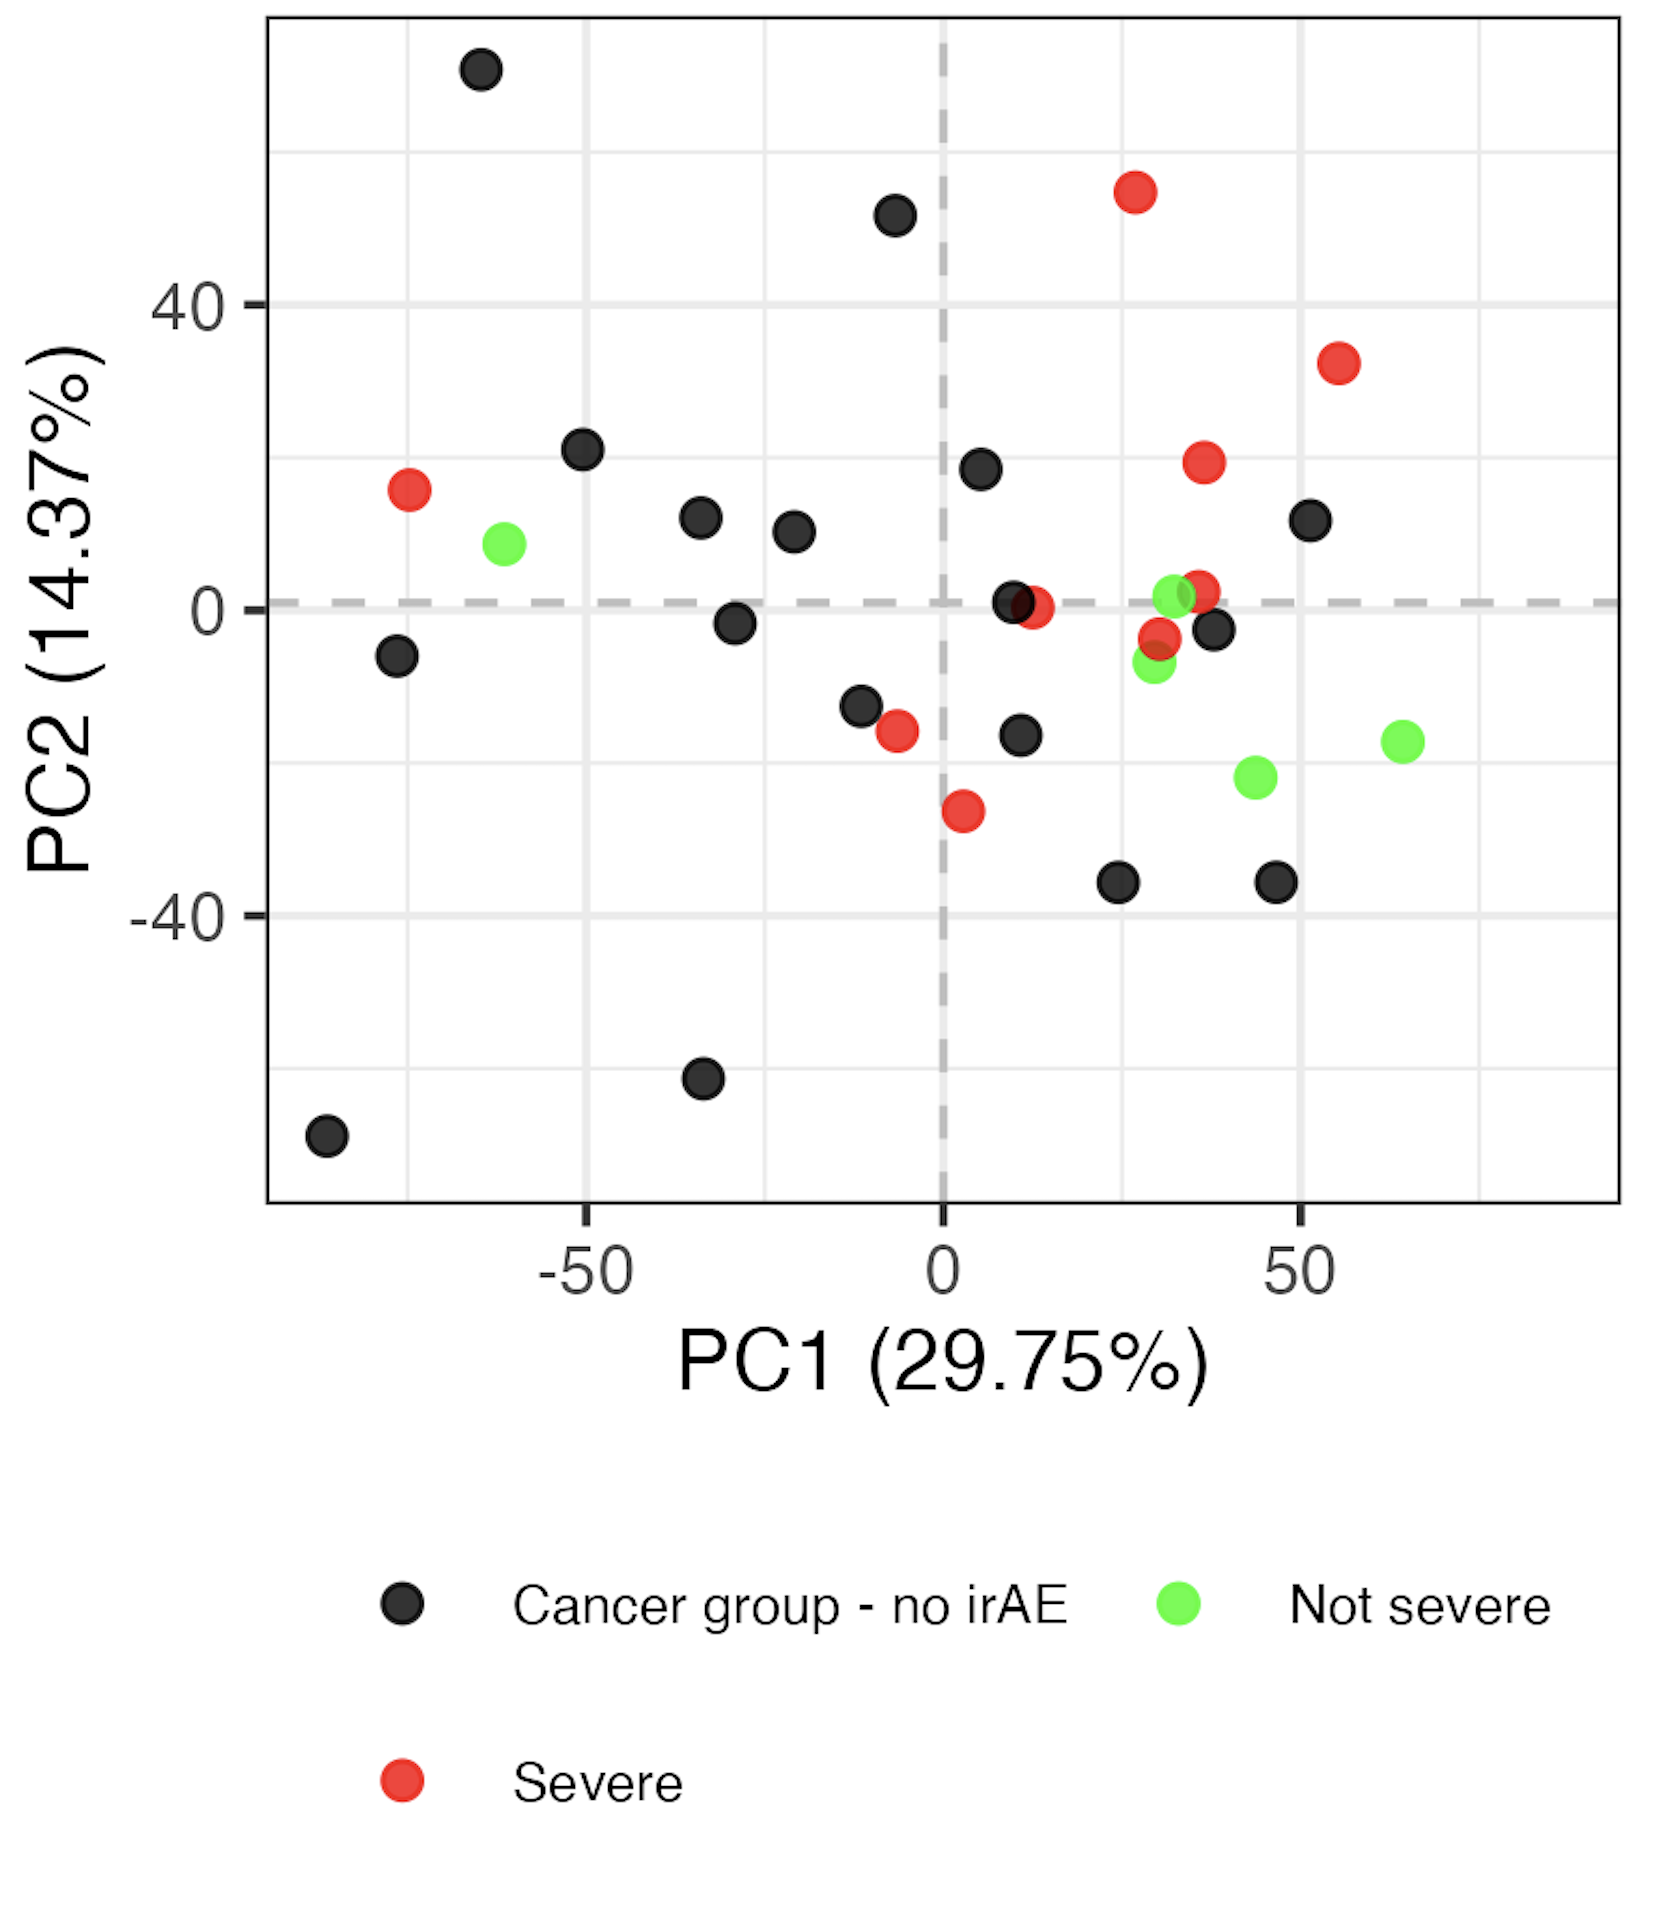 40
0
-40
PC2 (14.37%)
-50 0 50
PC1 (29.75%)
Cancer group - no irAE Not severe
Severe